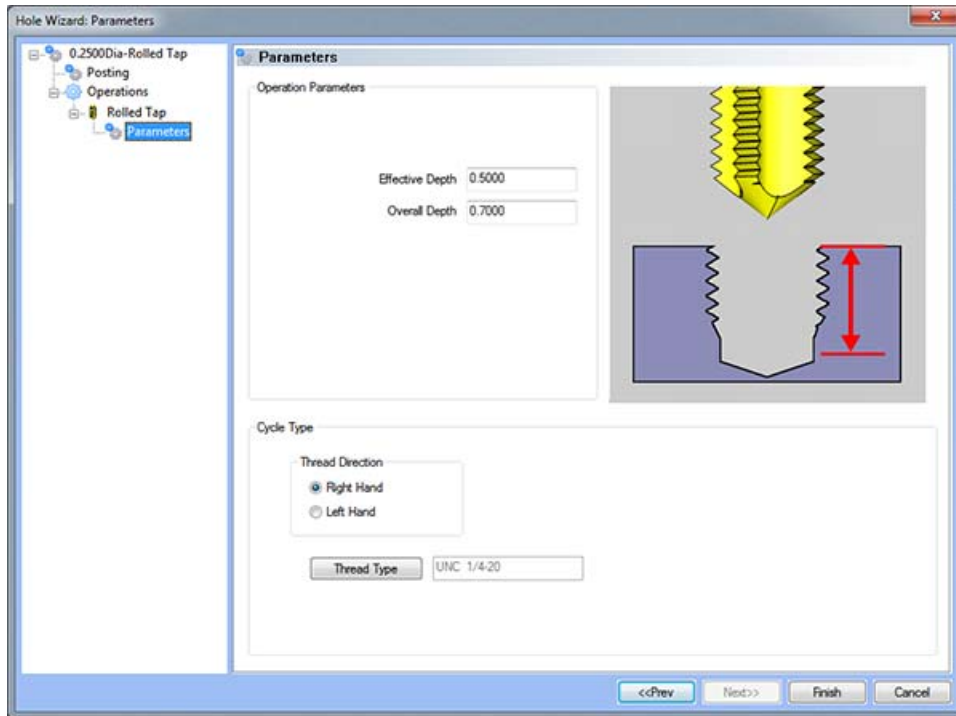 Hole Wizard: Parameters
0.2500Dia-Rolled Tap
Posting
Operations
Rolled Tap
Parameters
Parameters
Operation Parameters
Effective Depth 0.5000
Overall Depth 0.7000
Cycle Type
Thread Direction
Right Hand
Left Hand
Thread Type UNC 1/4-20
<<Prev Next>> Finish Cancel